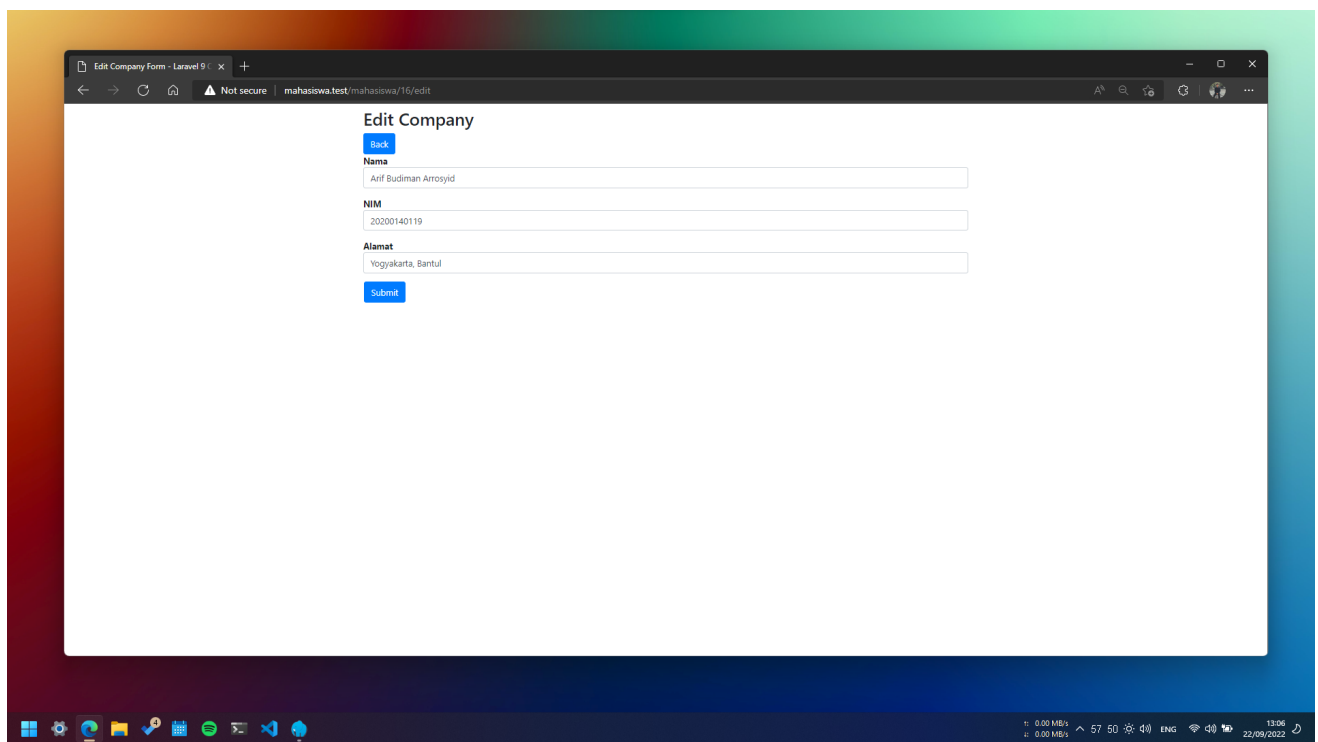 Edit Company Form - Laravel 9 C
Not secure | mahasiswa.test/mahasiswa/16/edit
Edit Company
Back
Nama
Arif Budiman Arrosyid
NIM
20200140119
Alamat
Yogyakarta, Bantul
Submit
4
0.00 MB/s
0.00 MB/s
57 50 ENG
13:06
22/09/2022